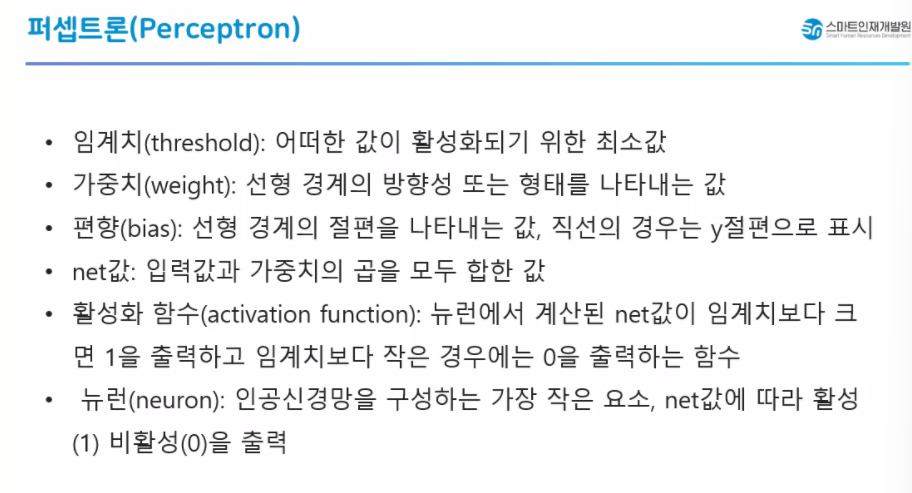 퍼셉트론(Perceptron)
스마트인재개발원
Smart Human Resources Development
• 임계치(threshold): 어떠한 값이 활성화되기 위한 최소값
• 가중치(weight): 선형 경계의 방향성 또는 형태를 나타내는 값
• 편향(bias): 선형 경계의 절편을 나타내는 값, 직선의 경우는 y절편으로 표시
• net값: 입력값과 가중치의 곱을 모두 합한 값
• 활성화 함수(activation function): 뉴런에서 계산된 net값이 임계치보다 크
면 1을 출력하고 임계치보다 작은 경우에는 0을 출력하는 함수
• 뉴런(neuron): 인공신경망을 구성하는 가장 작은 요소, net값에 따라 활성
(1) 비활성(0)을 출력